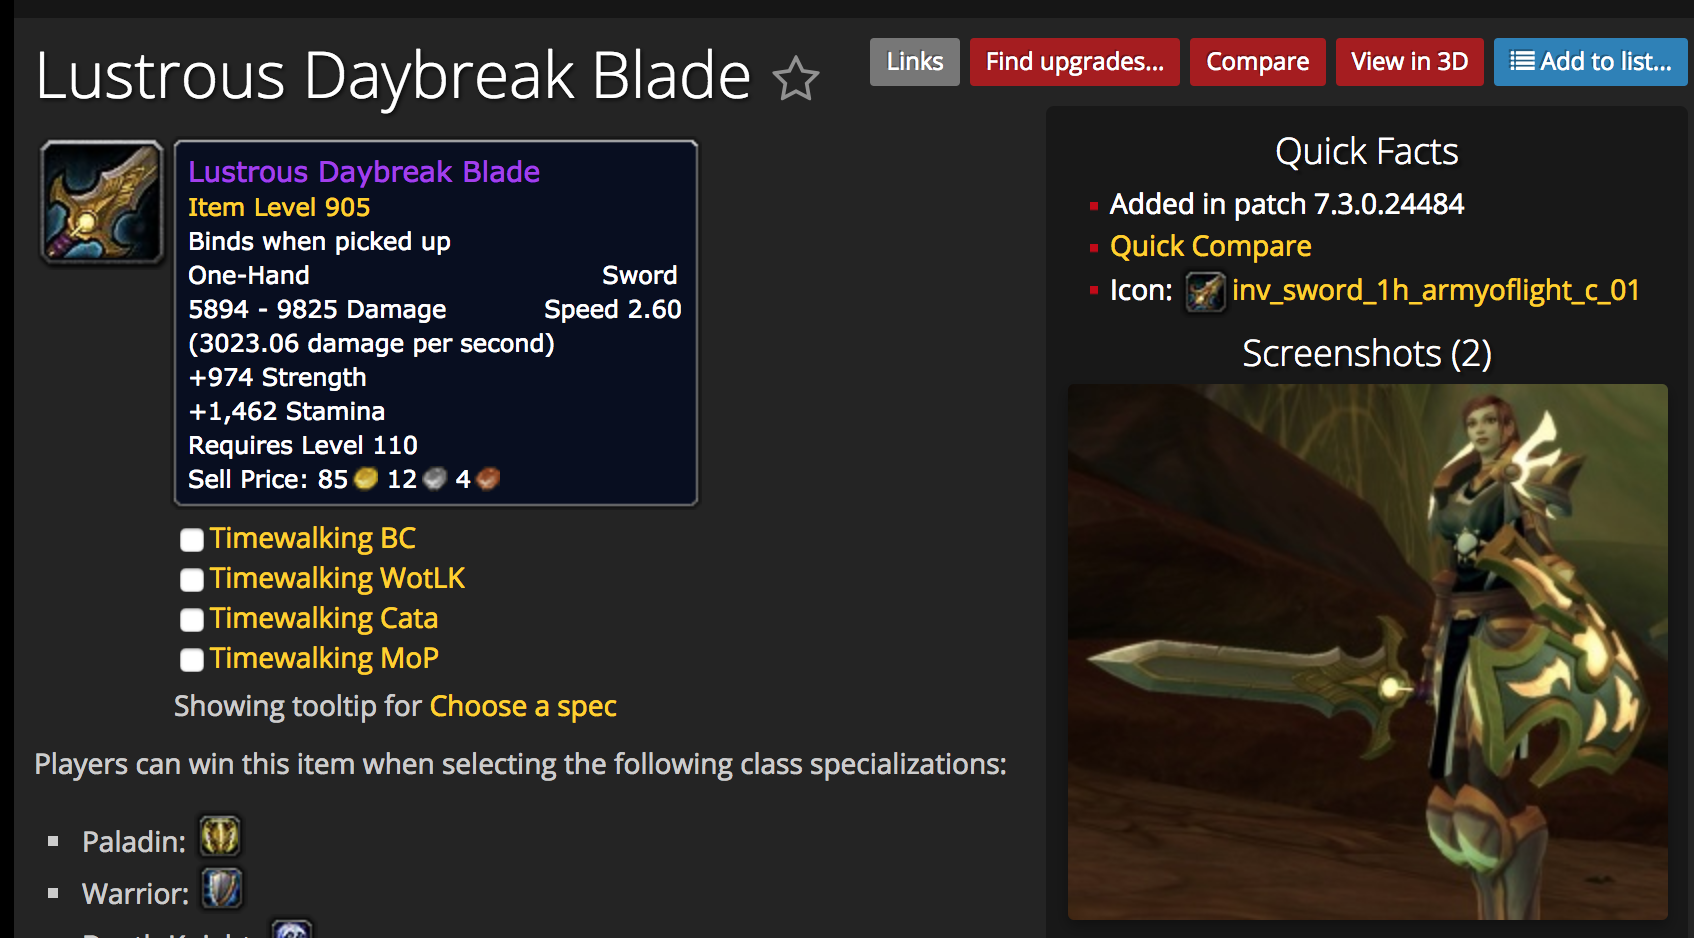 Lustrous Daybreak Blade
Links
Find upgrades...
Compare
View in 3D
Add to list...
Lustrous Daybreak Blade
Item Level 905
Binds when picked up
One-Hand Sword
5894 - 9825 Damage Speed 2.60
(3023.06 damage per second)
+974 Strength
+1,462 Stamina
Requires Level 110
Sell Price: 85 12 4
Timewalking BC
Timewalking WotLK
Timewalking Cata
Timewalking MoP
Showing tooltip for Choose a spec
Players can win this item when selecting the following class specializations:
Paladin:
Warrior:
Quick Facts
Added in patch 7.3.0.24484
Quick Compare
Icon: inv_sword_1h_armyoflight_c_01
Screenshots (2)